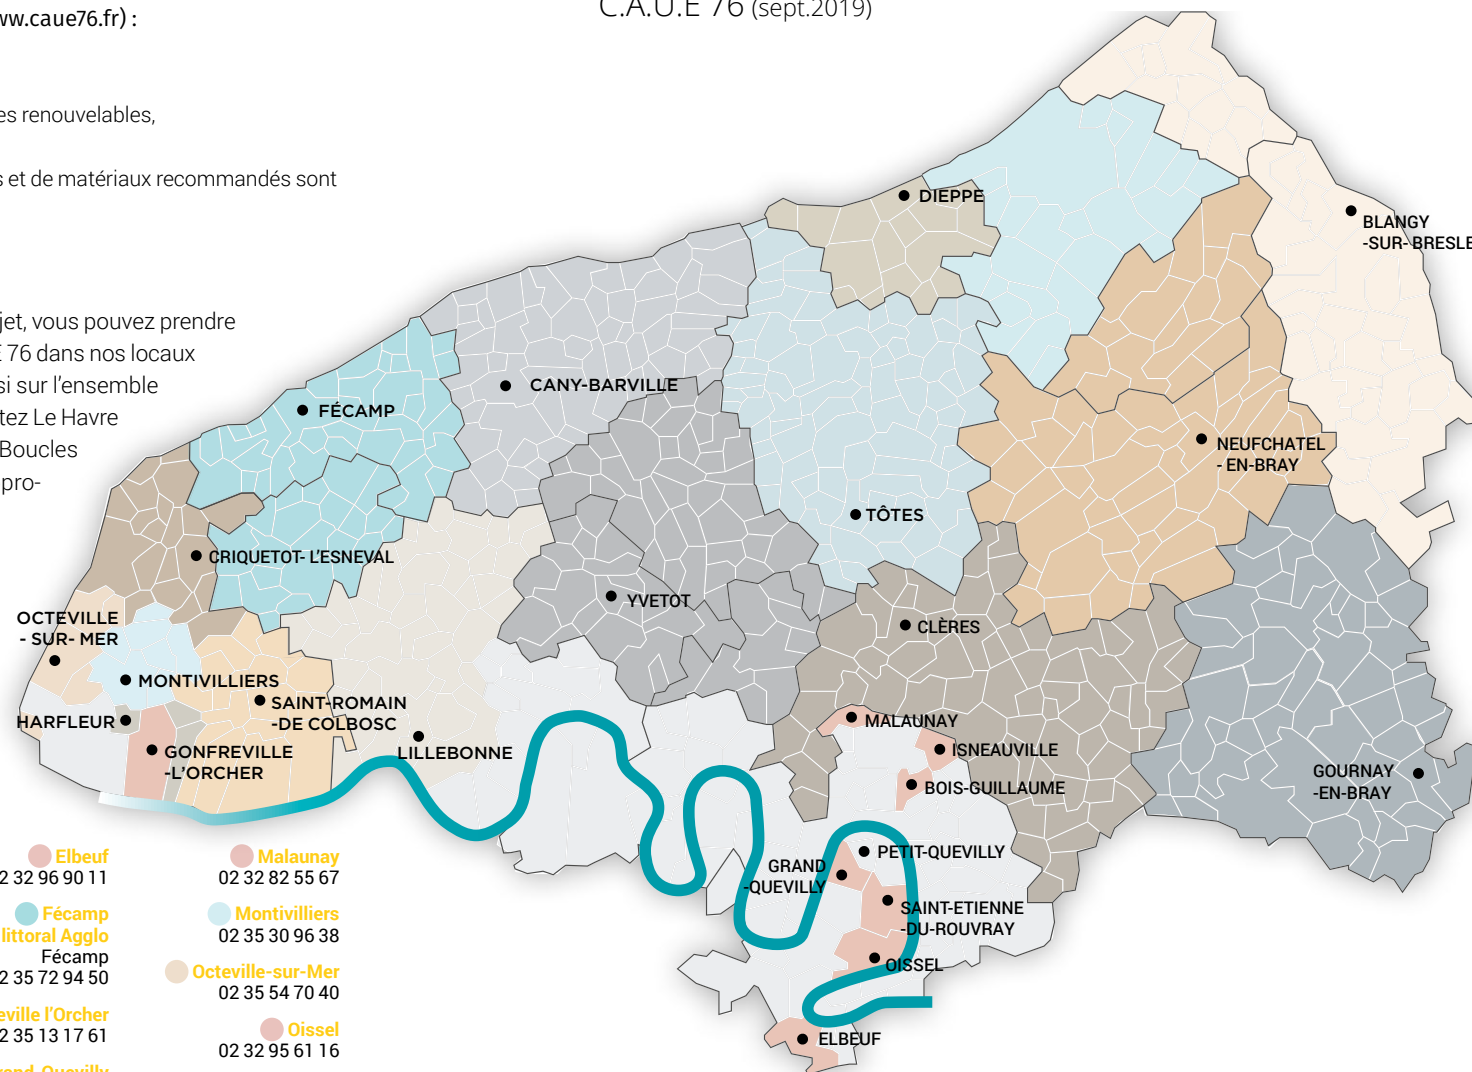 ww.caue76.fr) :
C.A.U.E 76 (sept.2019)
es renouvelables,
s et de matériaux recommandés sont
jet, vous pouvez prendre
E 76 dans nos locaux
si sur l'ensemble
tez Le Havre
Boucles
pro-
DIEPPE
BLANGY
-SUR- BRESLE
CANY-BARVILLE
FÉCAMP
NEUFCHATEL
- EN-BRAY
TÔTES
CRIQUETOT- L'ESNEVAL
YVETOT
OCTEVILLE
- SUR- MER
CLÈRES
MONTIVILLIERS
SAINT-ROMAIN
-DE COLBOSC
HARFLEUR
GONFREVILLE
-L'ORCHER
LILLEBONNE
MALAUNAY
ISNEAUVILLE
BOIS-GUILLAUME
GOURNAY
-EN-BRAY
PETIT-QUEVILLY
GRAND
-QUEVILLY
SAINT-ETIENNE
-DU-ROUVRAY
OISSEL
ELBEUF
Elbeuf
2 32 96 90 11
Fécamp
littoral Agglo
Fécamp
2 35 72 94 50
eville l'Orcher
2 35 13 17 61
rand-Quevilly
Malaunay
02 32 82 55 67
Montivilliers
02 35 30 96 38
Octeville-sur-Mer
02 35 54 70 40
Oissel
02 32 95 61 16